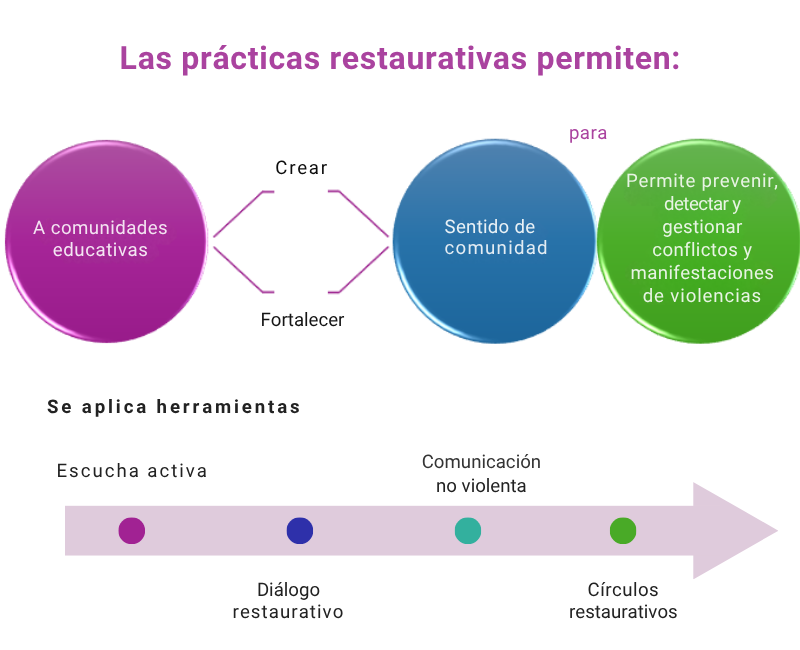 Las prácticas restaurativas permiten:
A comunidades
educativas
Crear
Fortalecer
Sentido de
comunidad
para
Permite prevenir,
detectar y
gestionar
conflictos y
manifestaciones
de violencias
Se aplica herramientas
Escucha activa
Diálogo
restaurativo
Comunicación
no violenta
Círculos
restaurativos